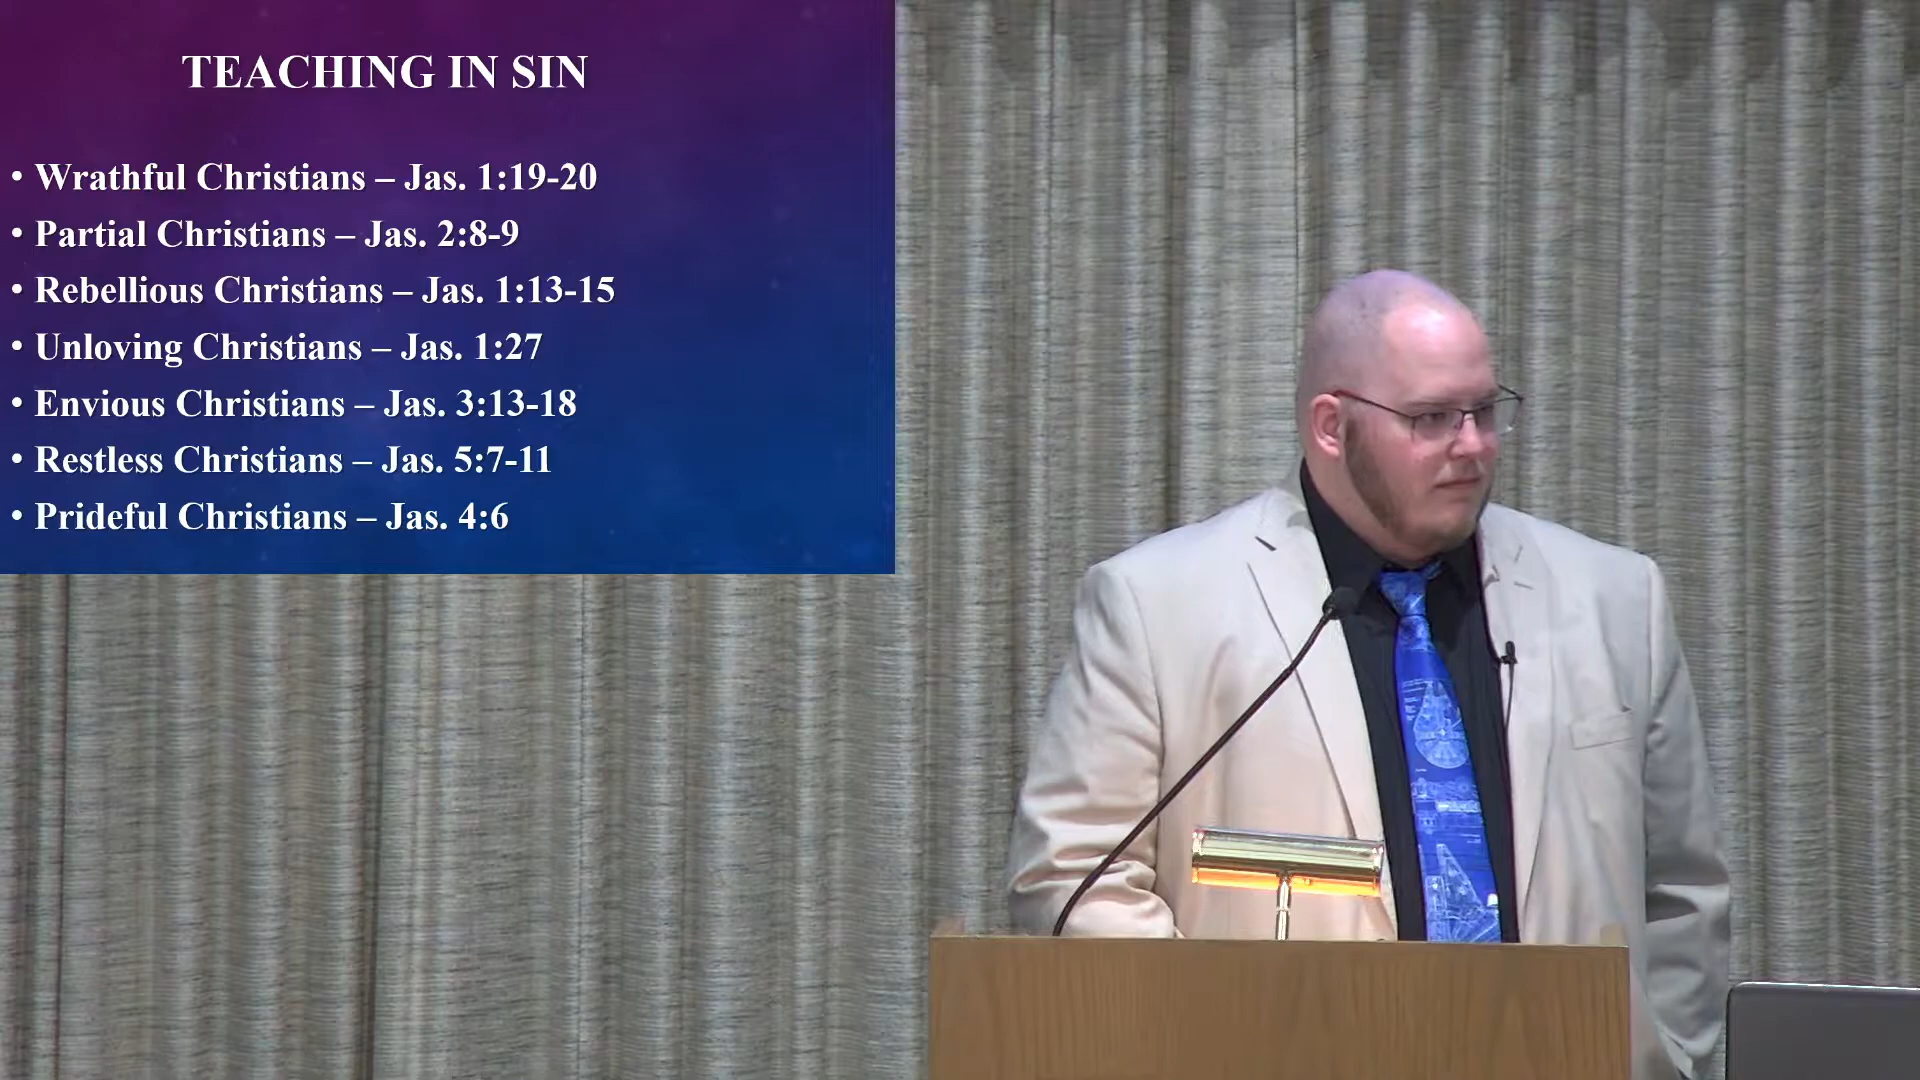 TEACHING IN SIN
• Wrathful Christians – Jas. 1:19-20
• Partial Christians – Jas. 2:8-9
• Rebellious Christians – Jas. 1:13-15
• Unloving Christians – Jas. 1:27
• Envious Christians – Jas. 3:13-18
• Restless Christians – Jas. 5:7-11
• Prideful Christians – Jas. 4:6